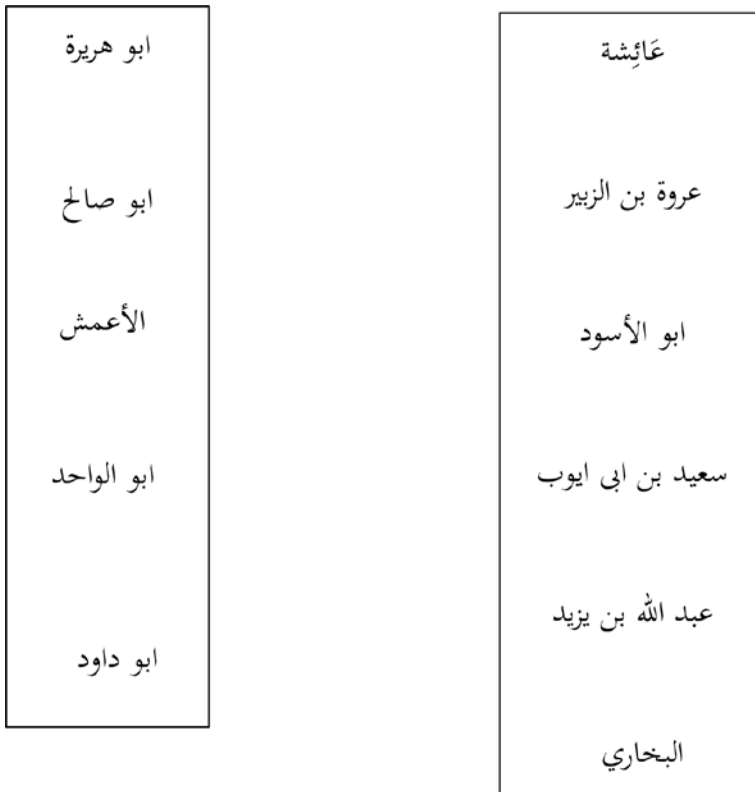 عَائِشة
عروة بن الزبير
ابو الأسود
سعيد بن ابى ايوب
عبد الله بن يزيد
البخاري
ابو هريرة
ابو صالح
الأعمش
ابو الواحد
ابو داود